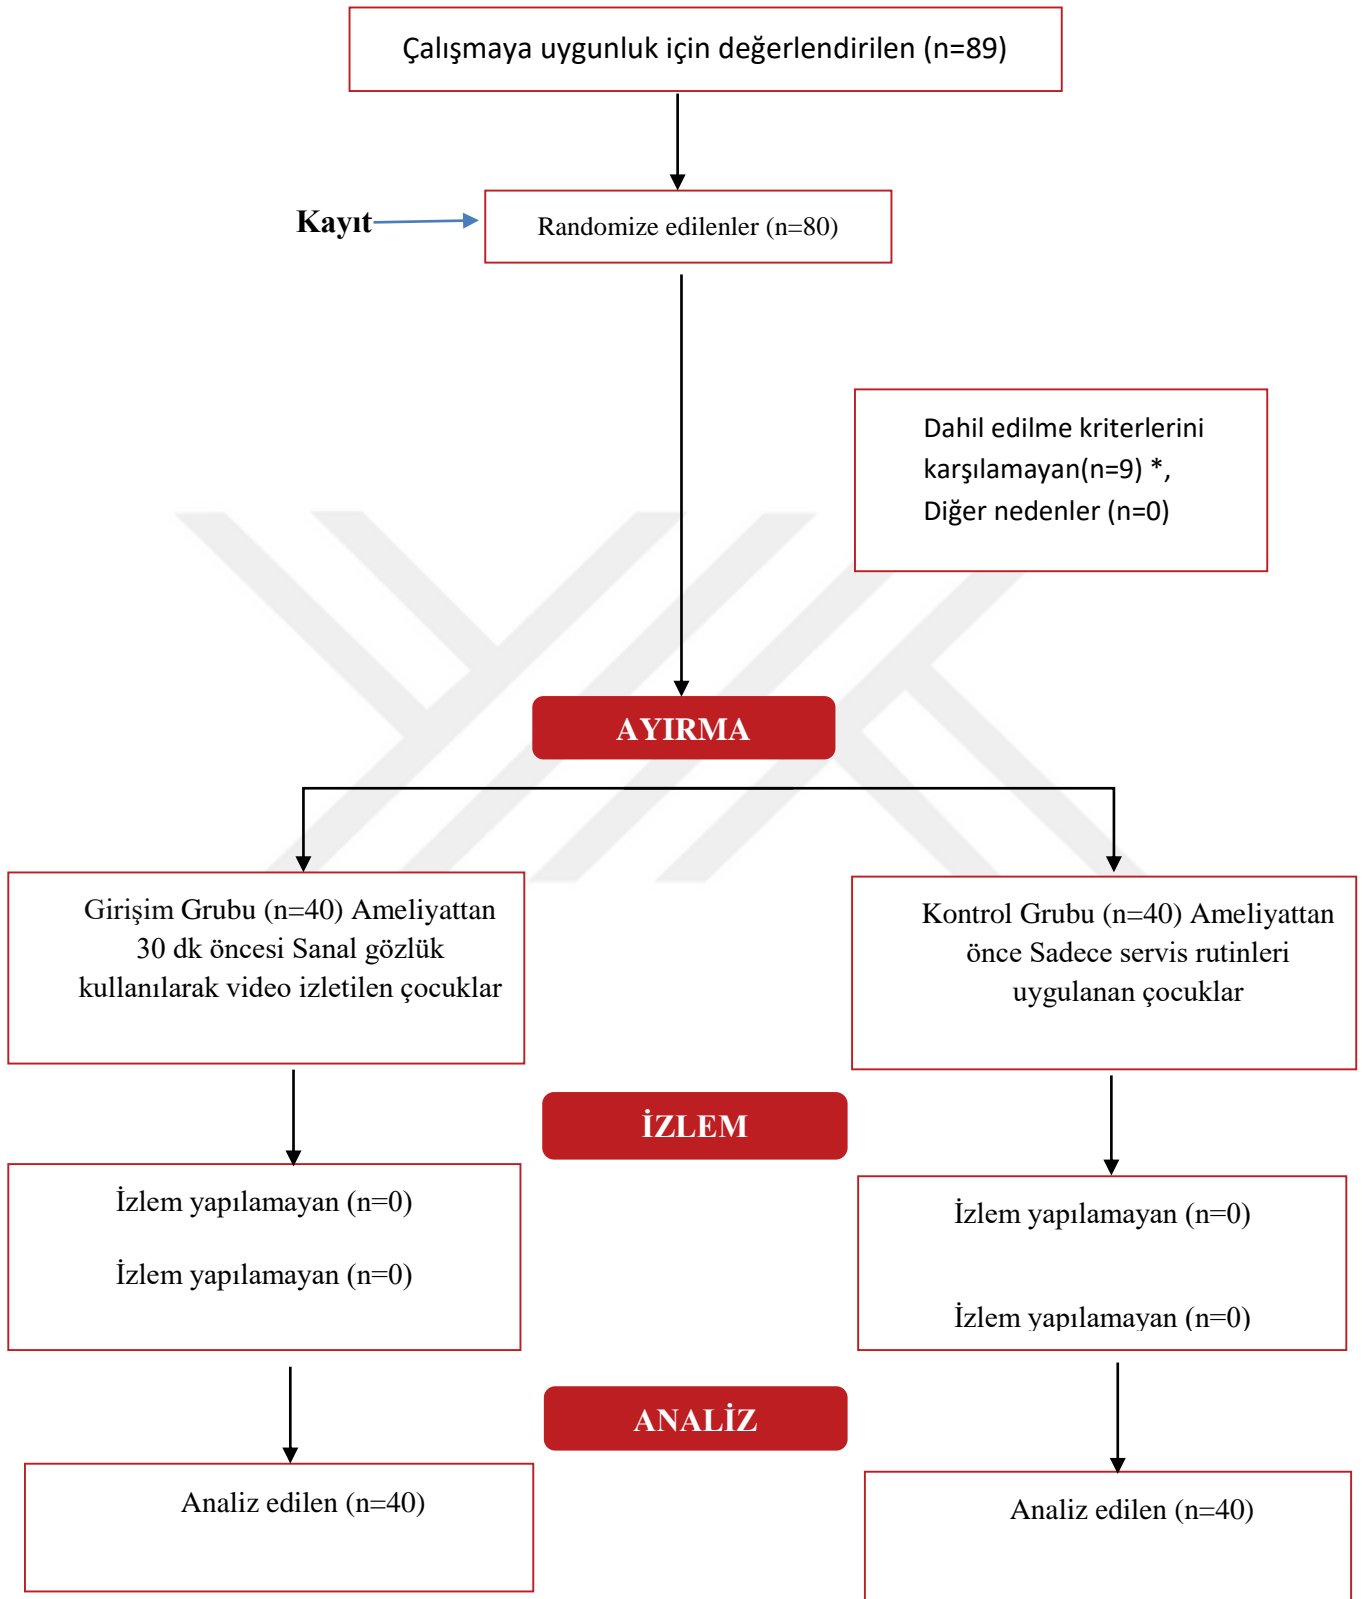 Çalışmaya uygunluk için değerlendirilen (n=89)
Kayıt
Randomize edilenler (n=80)
Dahil edilme kriterlerini
karşılamayan(n=9) *,
Diğer nedenler (n=0)
AYIRMA
Girişim Grubu (n=40) Ameliyattan
30 dk öncesi Sanal gözlük
kullanılarak video izletilen çocuklar
Kontrol Grubu (n=40) Ameliyattan
önce Sadece servis rutinleri
uygulanan çocuklar
İZLEM
İzlem yapılamayan (n=0)
İzlem yapılamayan (n=0)
İzlem yapılamayan (n=0)
İzlem yapılamayan (n=0)
ANALİZ
Analiz edilen (n=40)
Analiz edilen (n=40)